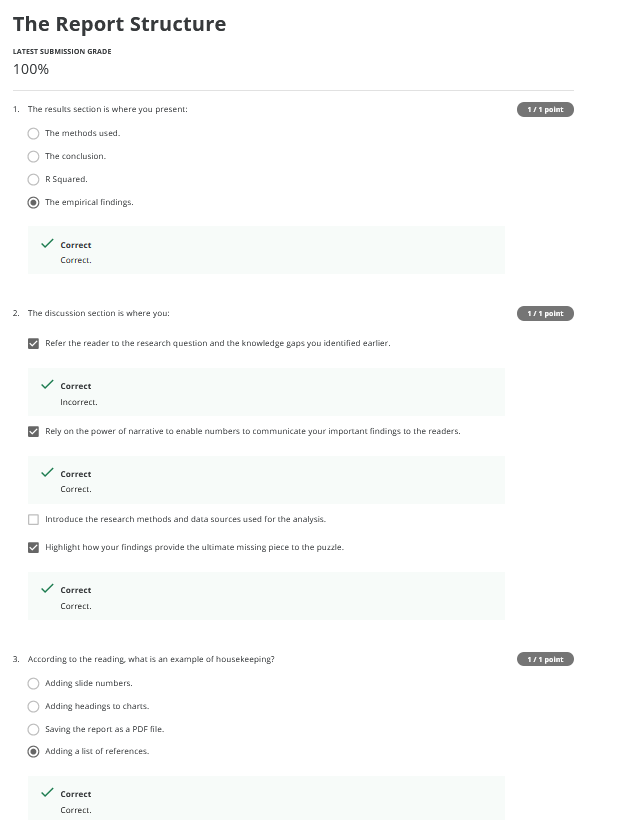 The Report Structure
LATEST SUBMISSION GRADE
100%
1. The results section is where you present:
1 / 1 point
The methods used.
The conclusion.
R Squared.
The empirical findings.
Correct
Correct.
2. The discussion section is where you:
1 / 1 point
Refer the reader to the research question and the knowledge gaps you identified earlier.
Correct
Incorrect.
Rely on the power of narrative to enable numbers to communicate your important findings to the readers.
Correct
Correct.
Introduce the research methods and data sources used for the analysis.
Highlight how your findings provide the ultimate missing piece to the puzzle.
Correct
Correct.
3. According to the reading, what is an example of housekeeping?
1 / 1 point
Adding slide numbers.
Adding headings to charts.
Saving the report as a PDF file.
Adding a list of references.
Correct
Correct.